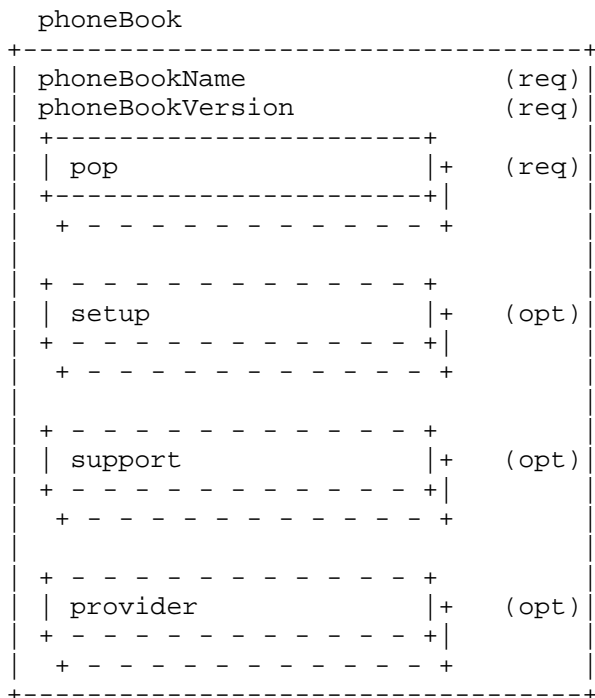 phoneBook
phoneBookName (req)
phoneBookVersion (req)
pop (req)
setup (opt)
support (opt)
provider (opt)